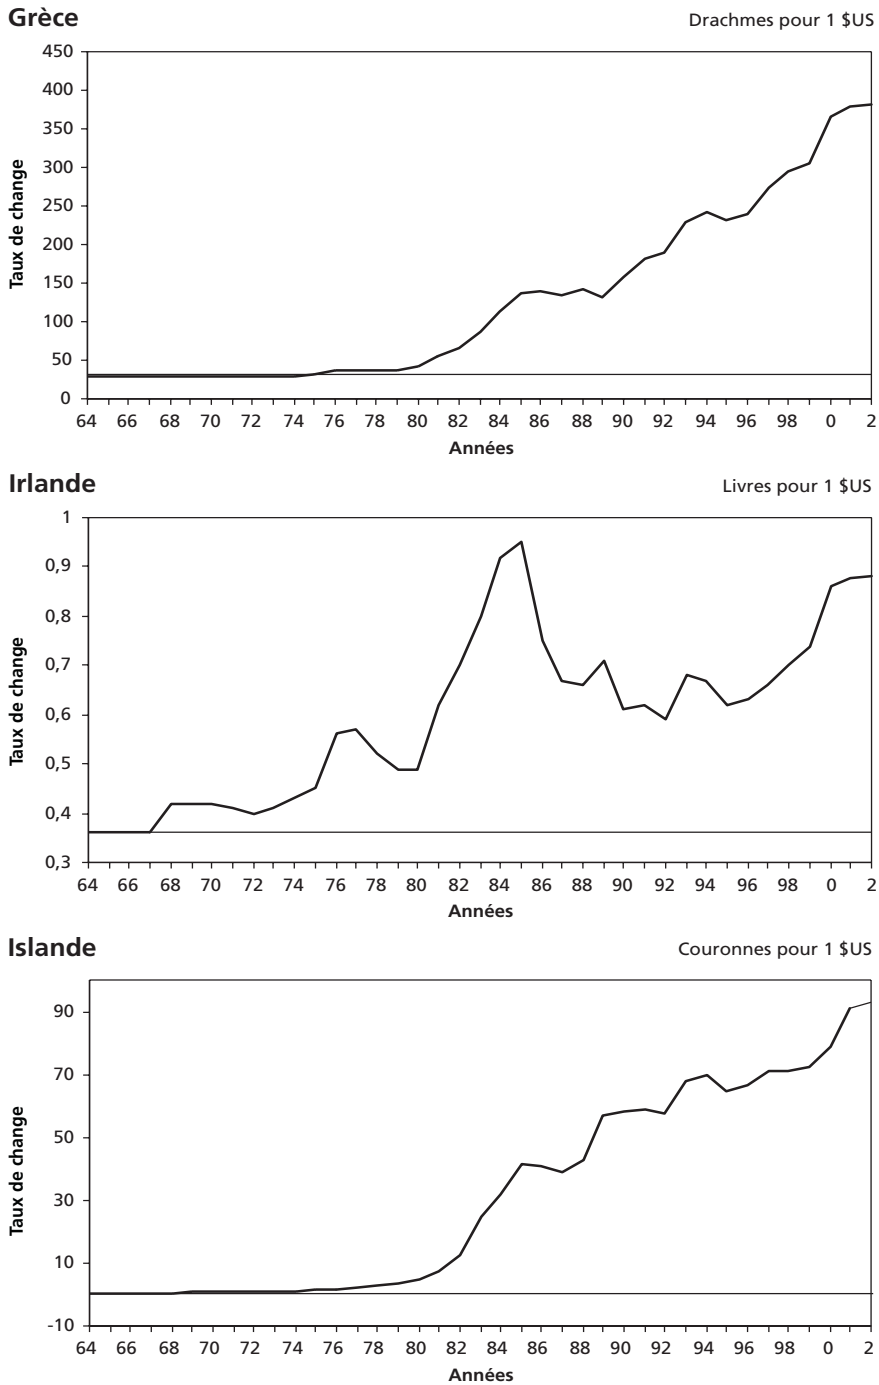 Grèce
Drachmes pour 1 $US
Taux de change
450
400
350
300
250
200
150
100
50
0
64 66 68 70 72 74 76 78 80 82 84 86 88 90 92 94 96 98 0 2
Années
Irlande
Livres pour 1 $US
Taux de change
1
0,9
0,8
0,7
0,6
0,5
0,4
0,3
64 66 68 70 72 74 76 78 80 82 84 86 88 90 92 94 96 98 0 2
Années
Islande
Couronnes pour 1 $US
Taux de change
90
70
50
30
10
-10
64 66 68 70 72 74 76 78 80 82 84 86 88 90 92 94 96 98 0 2
Années